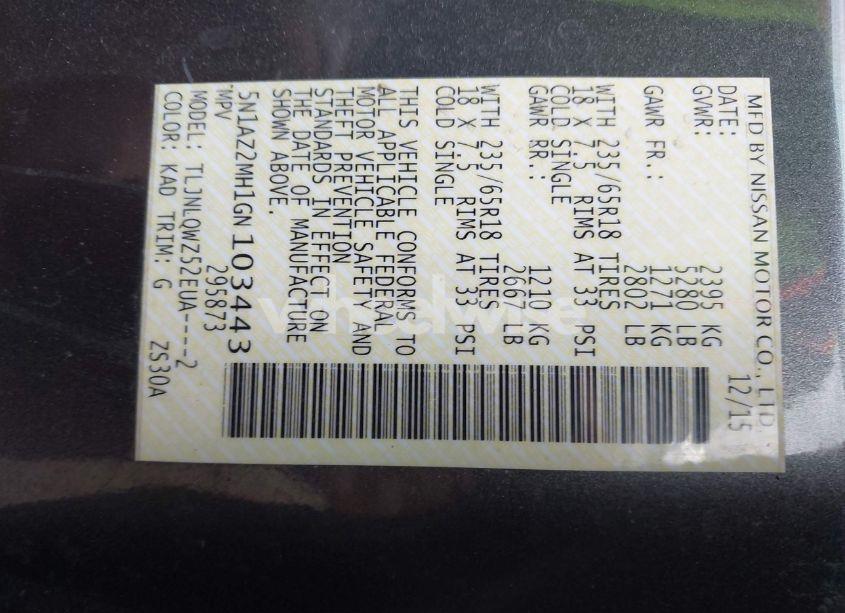 MFD BY NISSAN MOTOR CO., LTD.
DATE: 12/15
GVWR: 2395 KG
5280 LB
GAWR FR.: 1271 KG
2802 LB
WITH 235/65R18 TIRES
18 X 7.5 RIMS AT 33 PSI
COLD SINGLE
GAWR RR.: 1210 KG
2667 LB
WITH 235/65R18 TIRES
18 X 7.5 RIMS AT 33 PSI
COLD SINGLE
THIS VEHICLE CONFORMS TO
ALL APPLICABLE FEDERAL
MOTOR VEHICLE SAFETY AND
THEFT PREVENTION
STANDARDS IN EFFECT ON
THE DATE OF MANUFACTURE
SHOWN ABOVE.
5N1AZ2MH1GN103443
MPV 295873
MODEL: TLJNLQWZ52EUA----2
COLOR: KAD TRIM: G ZS30A